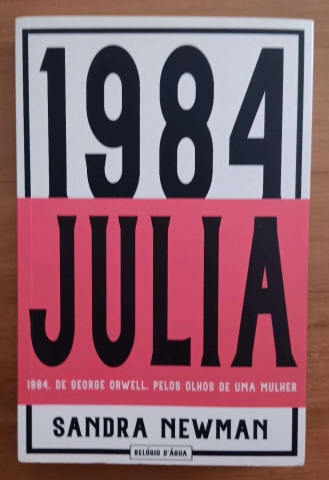 1984
JULIA
1984, DE GEORGE ORWELL, PELOS OLHOS DE UMA MULHER
SANDRA NEWMAN
RELÓGIO D'ÁGUA